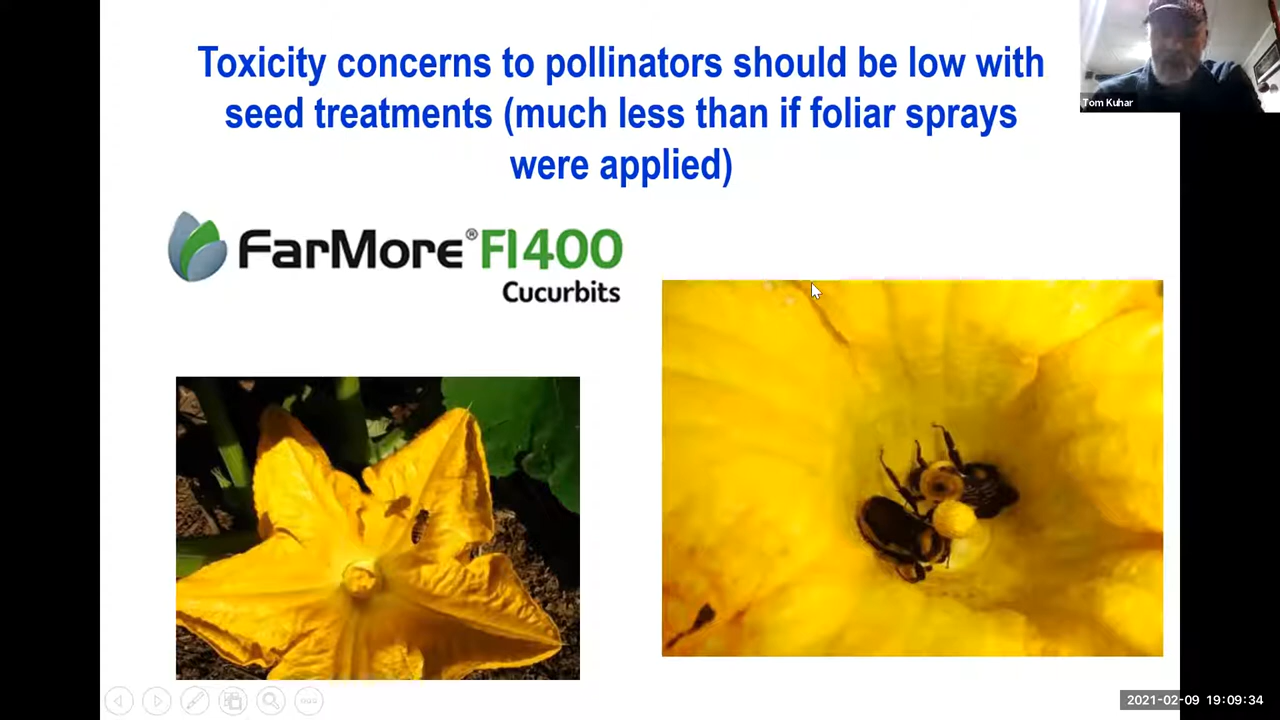 Toxicity concerns to pollinators should be low with
seed treatments (much less than if foliar sprays
were applied)
Tom Kuhar
FarMore® FI400
Cucurbits
2021-02-09 19:09:34